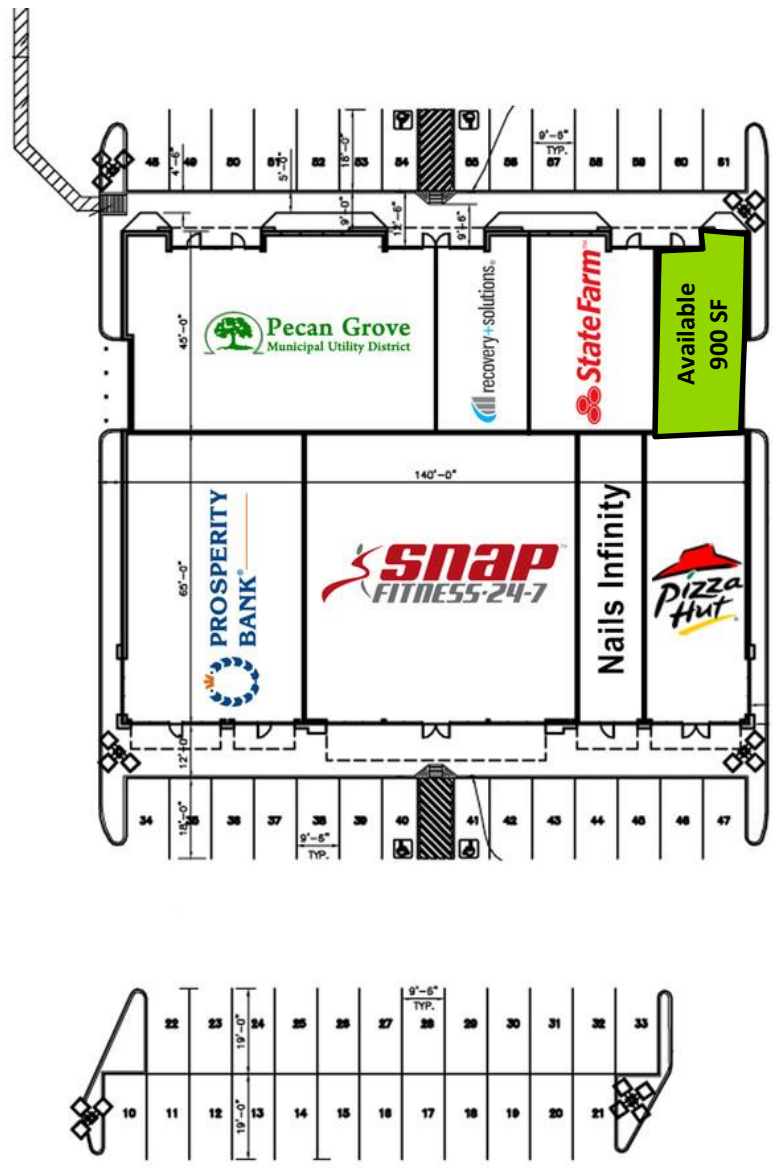 48 49 50 51 52 53 54 55 56 57 58 59 60 61
4'-6"
5'-0"
18'-0"
9'-6"
TYP.
9'-0"
12'-6"
9'-6"
45'-0"
Pecan Grove
Municipal Utility District
recovery+solutions
StateFarm™
Available
900 SF
140'-0"
65'-0"
PROSPERITY
BANK
snap™
FITNESS·24-7
Nails Infinity
Pizza
Hut
12'-0"
18'-0"
34 35 36 37 38 39 40 41 42 43 44 45 46 47
9'-6"
TYP.
9'-6"
TYP.
22 23 24 25 26 27 28 29 30 31 32 33
19'-0"
10 11 12 13 14 15 16 17 18 19 20 21
19'-0"